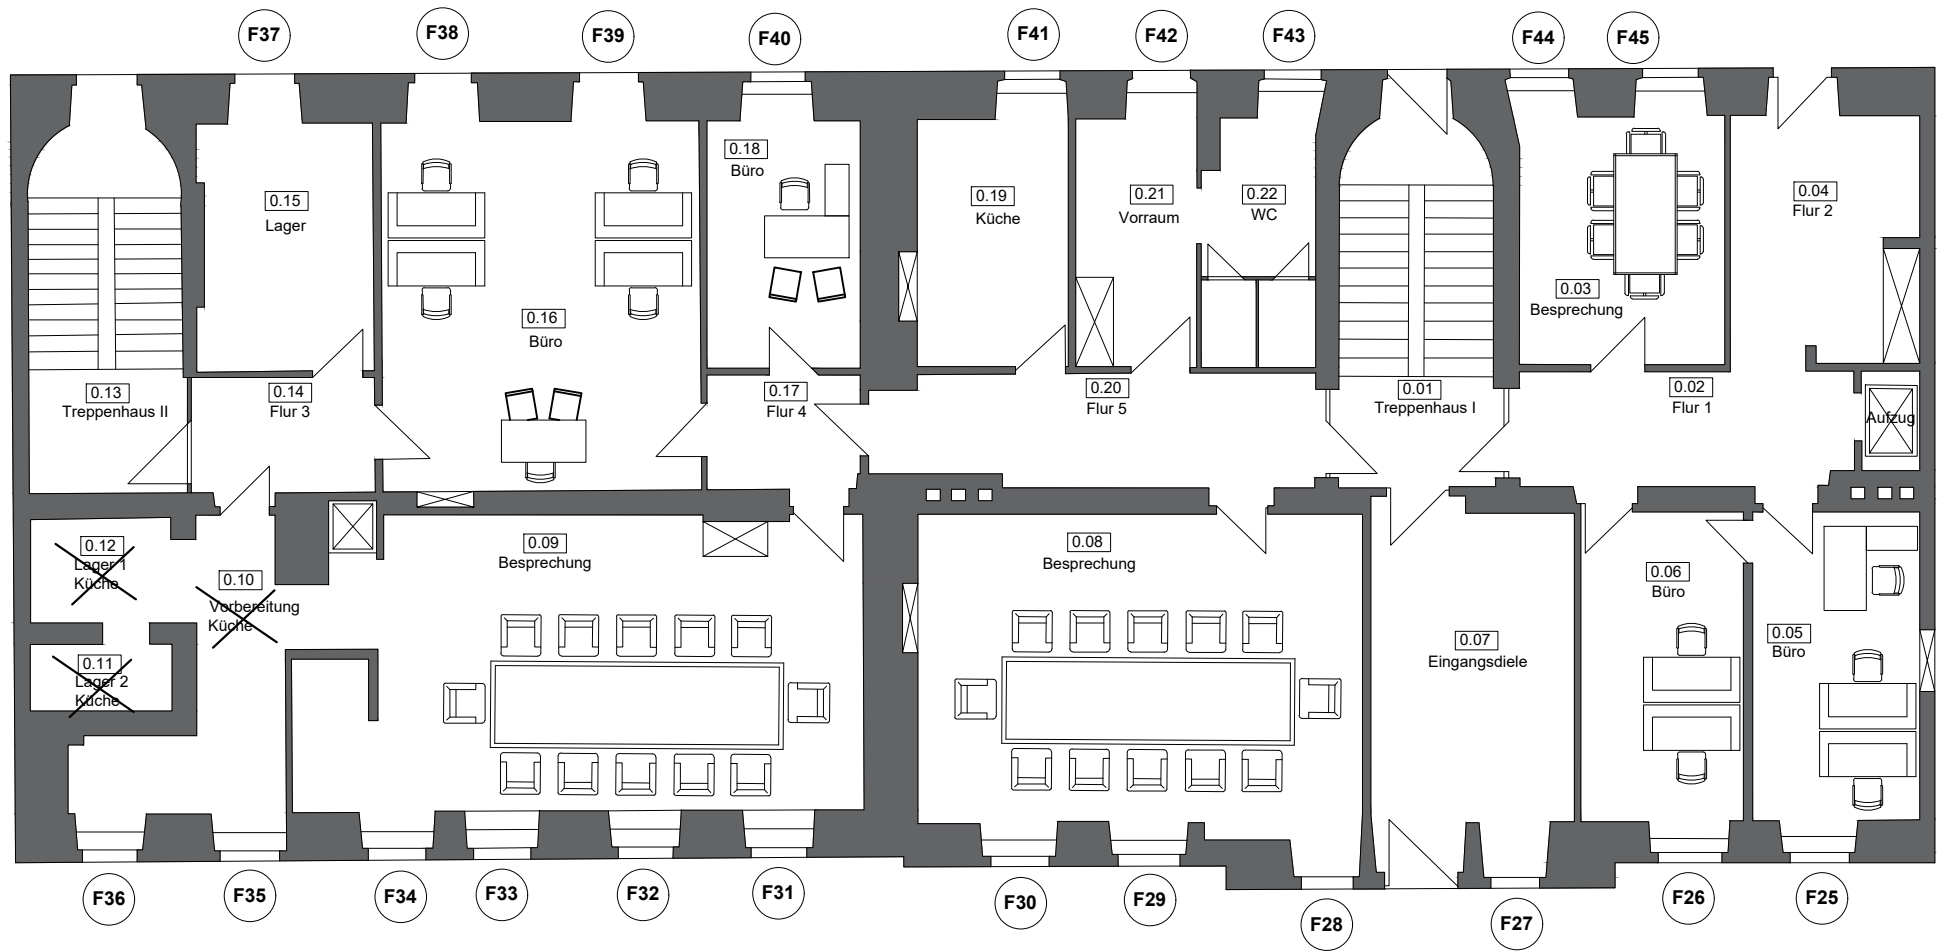 F37
F38
F39
F40
F41
F42
F43
F44
F45
0.18
Büro
0.15
Lager
0.19
Küche
0.21
Vorraum
0.22
WC
0.04
Flur 2
0.16
Büro
0.03
Besprechung
0.13
Treppenhaus II
0.14
Flur 3
0.17
Flur 4
0.20
Flur 5
0.01
Treppenhaus I
0.02
Flur 1
Aufzug
0.12
Lager 1
Küche
0.10
Vorbereitung
Küche
0.09
Besprechung
0.08
Besprechung
0.06
Büro
0.05
Büro
0.07
Eingangsdiele
0.11
Lager 2
Küche
F36
F35
F34
F33
F32
F31
F30
F29
F28
F27
F26
F25